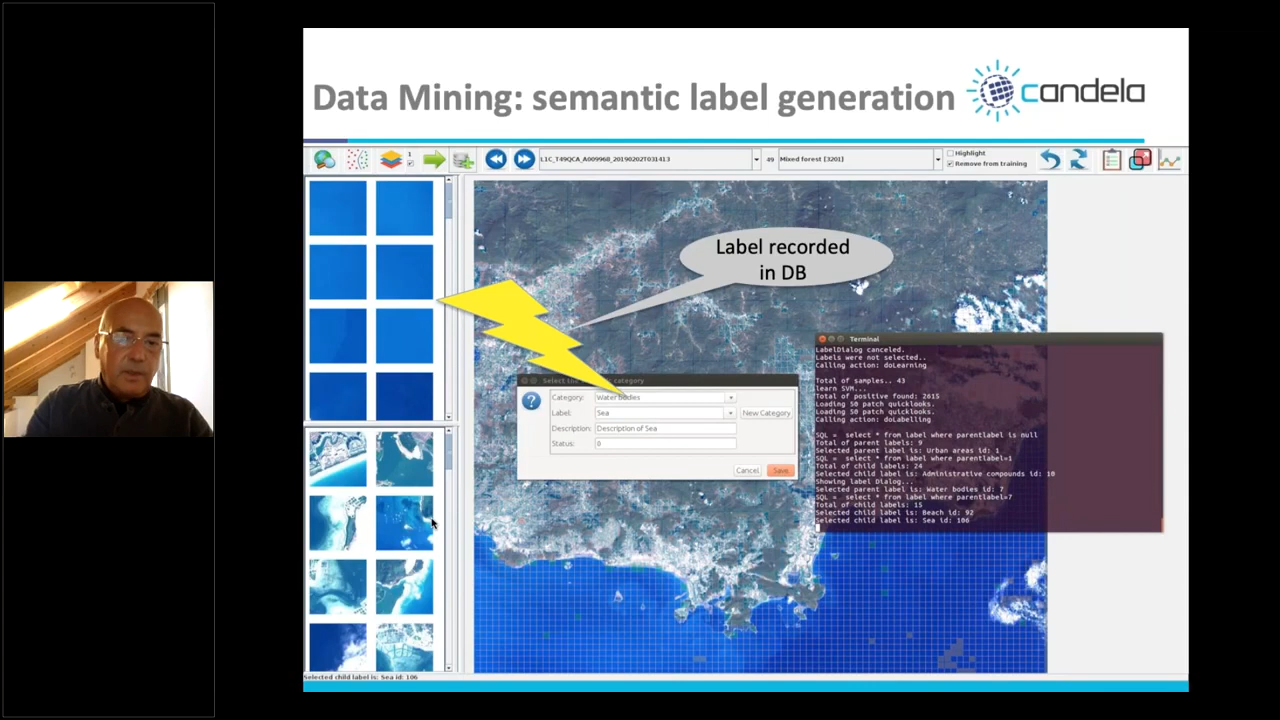 Data Mining: semantic label generation
candela
1
L1C_T49QCA_A009968_20190202T031413
49
Mixed forest [3201]
Highlight
Remove from training
Label recorded
in DB
Category:
Water bodies
Label:
Sea
New Category
Description:
Description of Sea
Status:
0
Cancel
Save
Terminal
LabelDialog canceled.
Labels were not selected..
Calling action: doLearning
Total of samples.. 43
learn SVM...
Total of positive found: 2615
Loading 50 patch quicklooks.
Loading 50 patch quicklooks.
Calling action: doLabelling
SQL = select * from label where parentlabel is null
Total of parent labels: 9
Selected parent label is: Urban areas id: 1
SQL = select * from label where parentlabel=1
Total of child labels: 24
Selected child label is: Administrative compounds id: 10
Showing label Dialog...
Selected parent label is: Water bodies id: 7
SQL = select * from label where parentlabel=7
Total of child labels: 15
Selected child label is: Beach id: 92
Selected child label is: Sea id: 106
Selected child label is: Sea id: 106